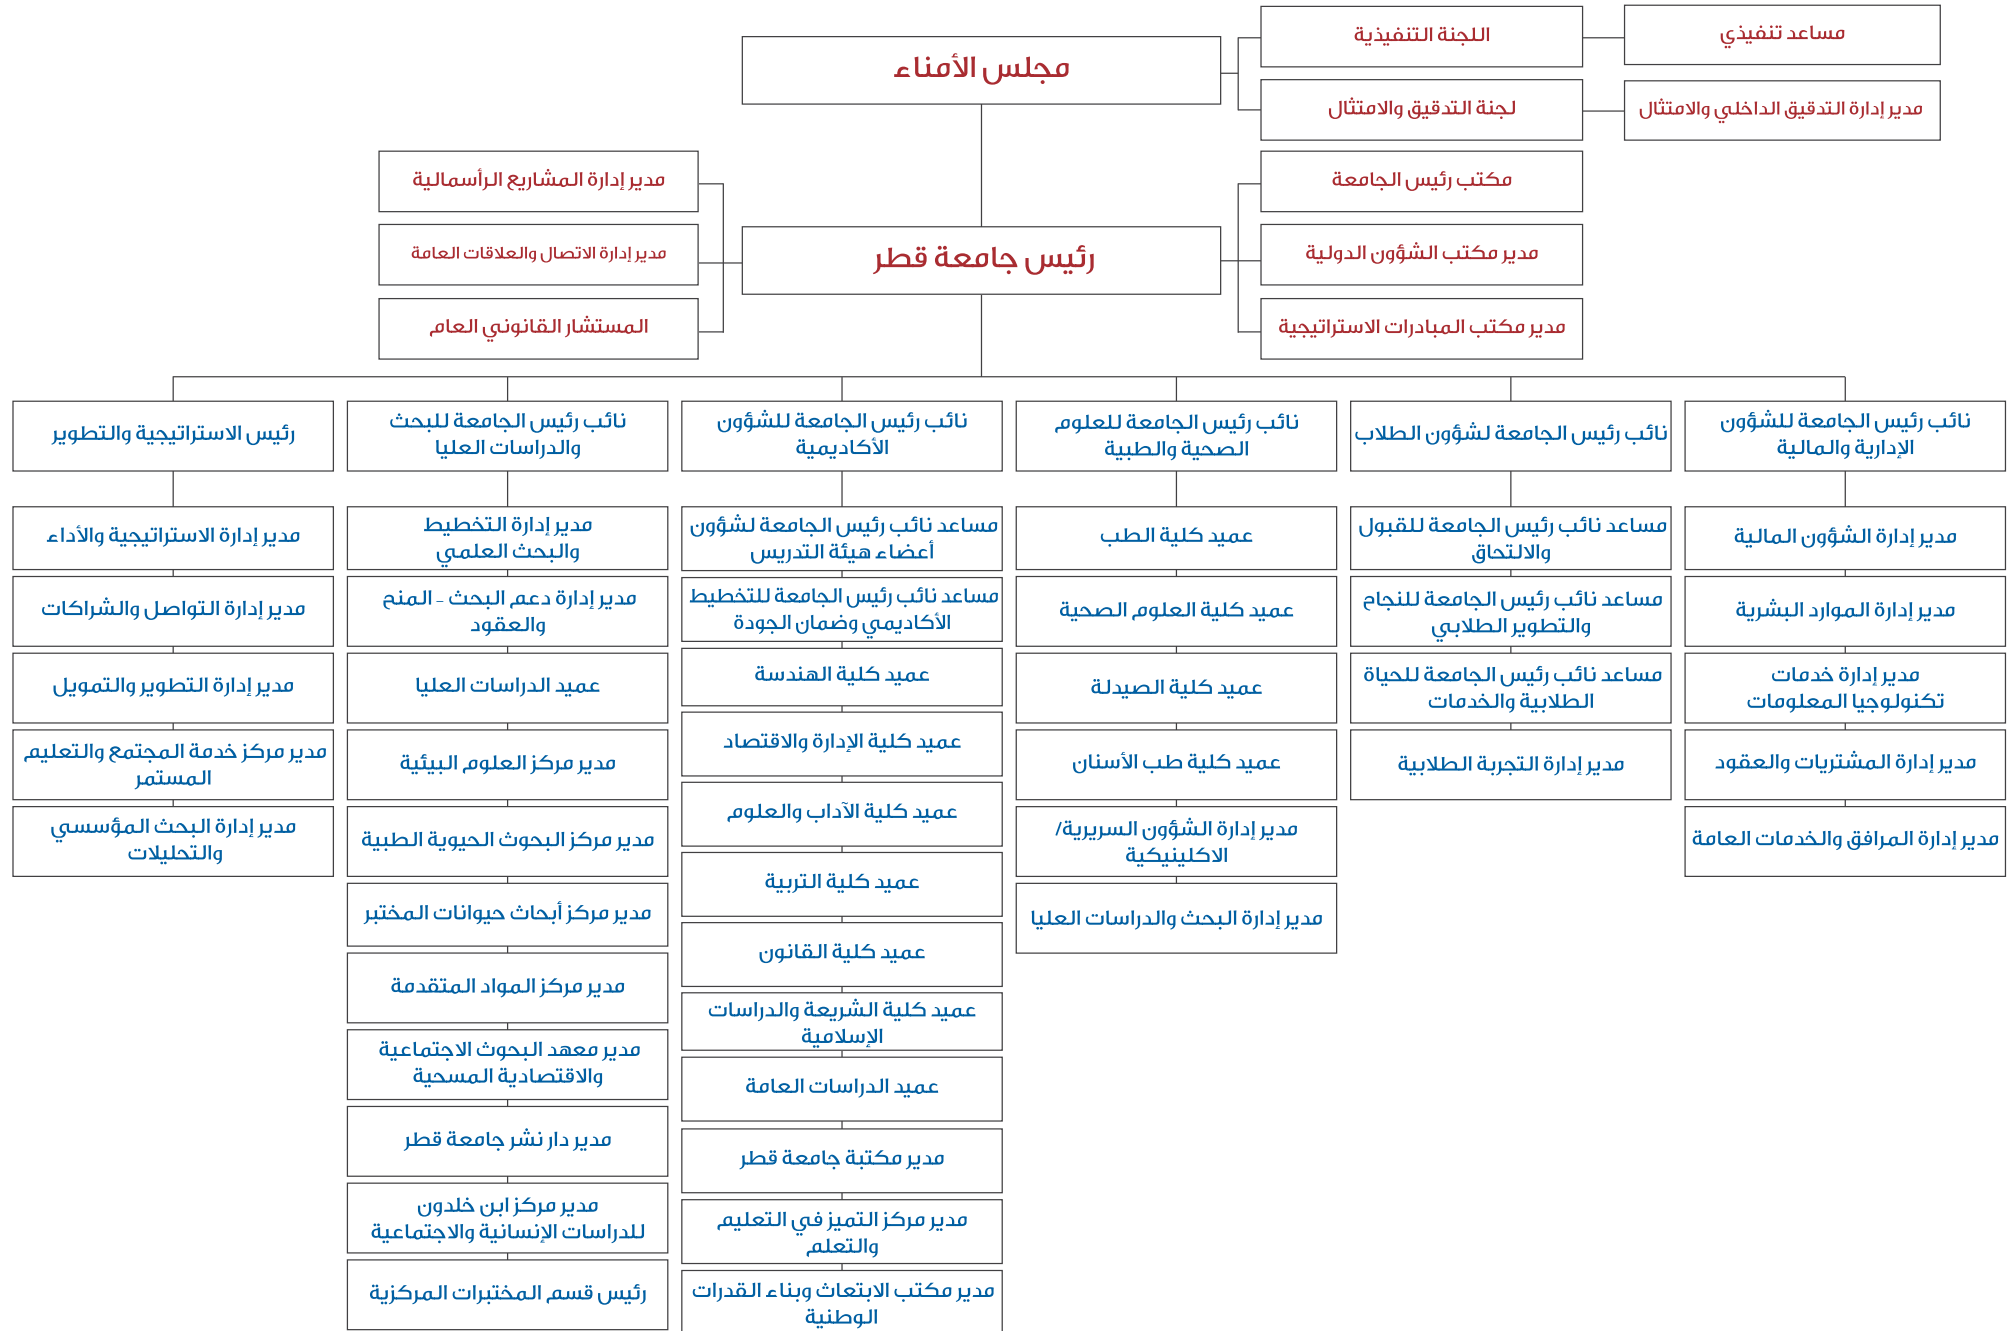 مجلس الأمناء
اللجنة التنفيذية
مساعد تنفيذي
لجنة التدقيق والامتثال
مدير إدارة التدقيق الداخلي والامتثال
رئيس جامعة قطر
مكتب رئيس الجامعة
مدير مكتب الشؤون الدولية
مدير مكتب المبادرات الاستراتيجية
مدير إدارة المشاريع الرأسمالية
مدير إدارة الاتصال والعلاقات العامة
المستشار القانوني العام
نائب رئيس الجامعة للشؤون
الإدارية والمالية
مدير إدارة الشؤون المالية
مدير إدارة الموارد البشرية
مدير إدارة خدمات
تكنولوجيا المعلومات
مدير إدارة المشتريات والعقود
مدير إدارة المرافق والخدمات العامة
نائب رئيس الجامعة لشؤون الطلاب
مساعد نائب رئيس الجامعة للقبول
والالتحاق
مساعد نائب رئيس الجامعة للنجاح
والتطوير الطلابي
مساعد نائب رئيس الجامعة للحياة
الطلابية والخدمات
مدير إدارة التجربة الطلابية
نائب رئيس الجامعة للعلوم
الصحية والطبية
عميد كلية الطب
عميد كلية العلوم الصحية
عميد كلية الصيدلة
عميد كلية طب الأسنان
مدير إدارة الشؤون السريرية/
الاكلينيكية
مدير إدارة البحث والدراسات العليا
نائب رئيس الجامعة للشؤون
الأكاديمية
مساعد نائب رئيس الجامعة لشؤون
أعضاء هيئة التدريس
مساعد نائب رئيس الجامعة للتخطيط
الأكاديمي وضمان الجودة
عميد كلية الهندسة
عميد كلية الإدارة والاقتصاد
عميد كلية الآداب والعلوم
عميد كلية التربية
عميد كلية القانون
عميد كلية الشريعة والدراسات
الإسلامية
عميد الدراسات العامة
مدير مكتبة جامعة قطر
مدير مركز التميز في التعليم
والتعلم
مدير مكتب الابتعاث وبناء القدرات
الوطنية
نائب رئيس الجامعة للبحث
والدراسات العليا
مدير إدارة التخطيط
والبحث العلمي
مدير إدارة دعم البحث - المنح
والعقود
عميد الدراسات العليا
مدير مركز العلوم البيئية
مدير مركز البحوث الحيوية الطبية
مدير مركز أبحاث حيوانات المختبر
مدير مركز المواد المتقدمة
مدير معهد البحوث الاجتماعية
والاقتصادية المسحية
مدير دار نشر جامعة قطر
مدير مركز ابن خلدون
للدراسات الإنسانية والاجتماعية
رئيس قسم المختبرات المركزية
رئيس الاستراتيجية والتطوير
مدير إدارة الاستراتيجية والأداء
مدير إدارة التواصل والشراكات
مدير إدارة التطوير والتمويل
مدير مركز خدمة المجتمع والتعليم
المستمر
مدير إدارة البحث المؤسسي
والتحليلات